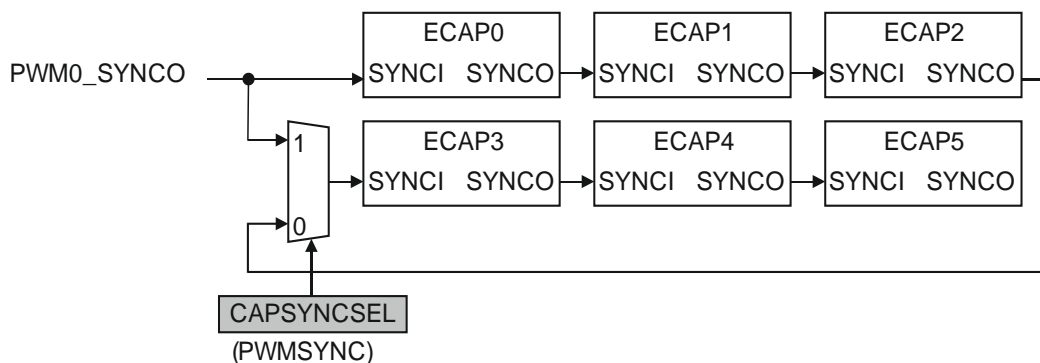 ECAP0
ECAP1
ECAP2
PWM0_SYNCO
SYNCI SYNCO
SYNCI SYNCO
SYNCI SYNCO
1
ECAP3
ECAP4
ECAP5
SYNCI SYNCO
SYNCI SYNCO
SYNCI SYNCO
0
CAPSYNCSEL
(PWMSYNC)